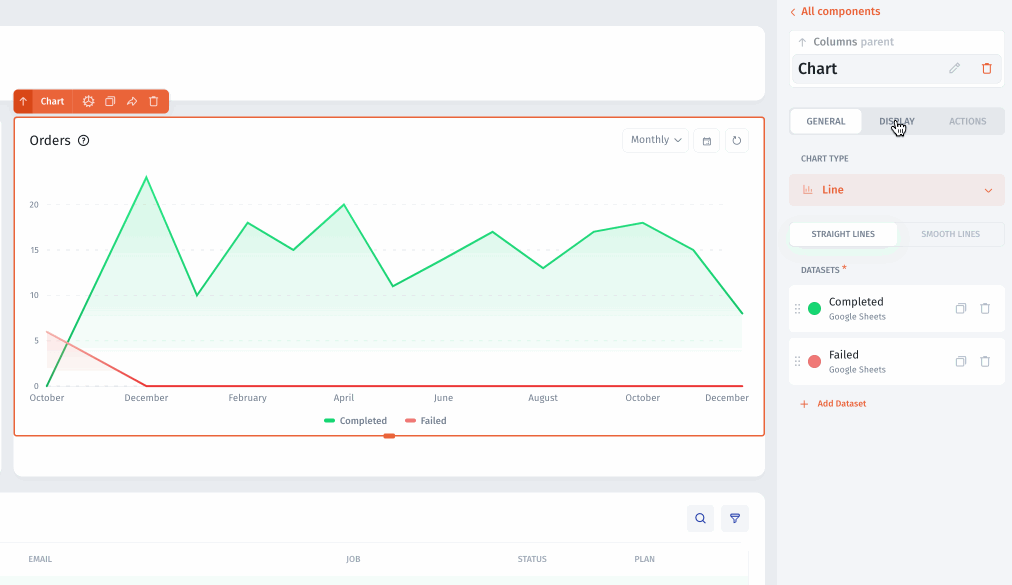 All components
Columns parent
Chart
Chart
GENERAL DISPLAY ACTIONS
Orders ?
Monthly
CHART TYPE
Line
STRAIGHT LINES SMOOTH LINES
DATASETS *
Completed
Google Sheets
Failed
Google Sheets
+ Add Dataset
20
15
10
5
0
October December February April June August October December
Completed Failed
EMAIL JOB STATUS PLAN